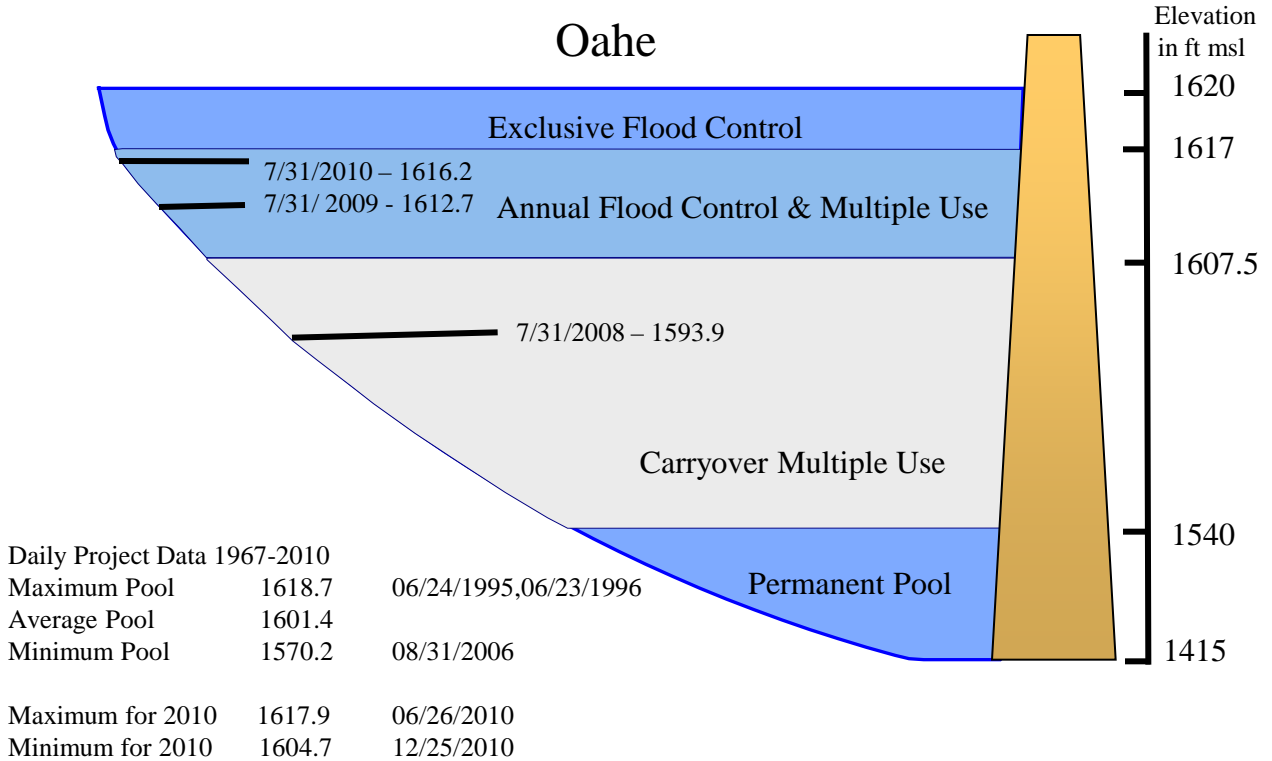 Oahe
Elevation
in ft msl
1620
Exclusive Flood Control
1617
7/31/2010 – 1616.2
7/31/ 2009 - 1612.7
Annual Flood Control & Multiple Use
1607.5
7/31/2008 – 1593.9
Carryover Multiple Use
1540
Permanent Pool
1415
Daily Project Data 1967-2010
Maximum Pool 1618.7 06/24/1995,06/23/1996
Average Pool 1601.4
Minimum Pool 1570.2 08/31/2006
Maximum for 2010 1617.9 06/26/2010
Minimum for 2010 1604.7 12/25/2010